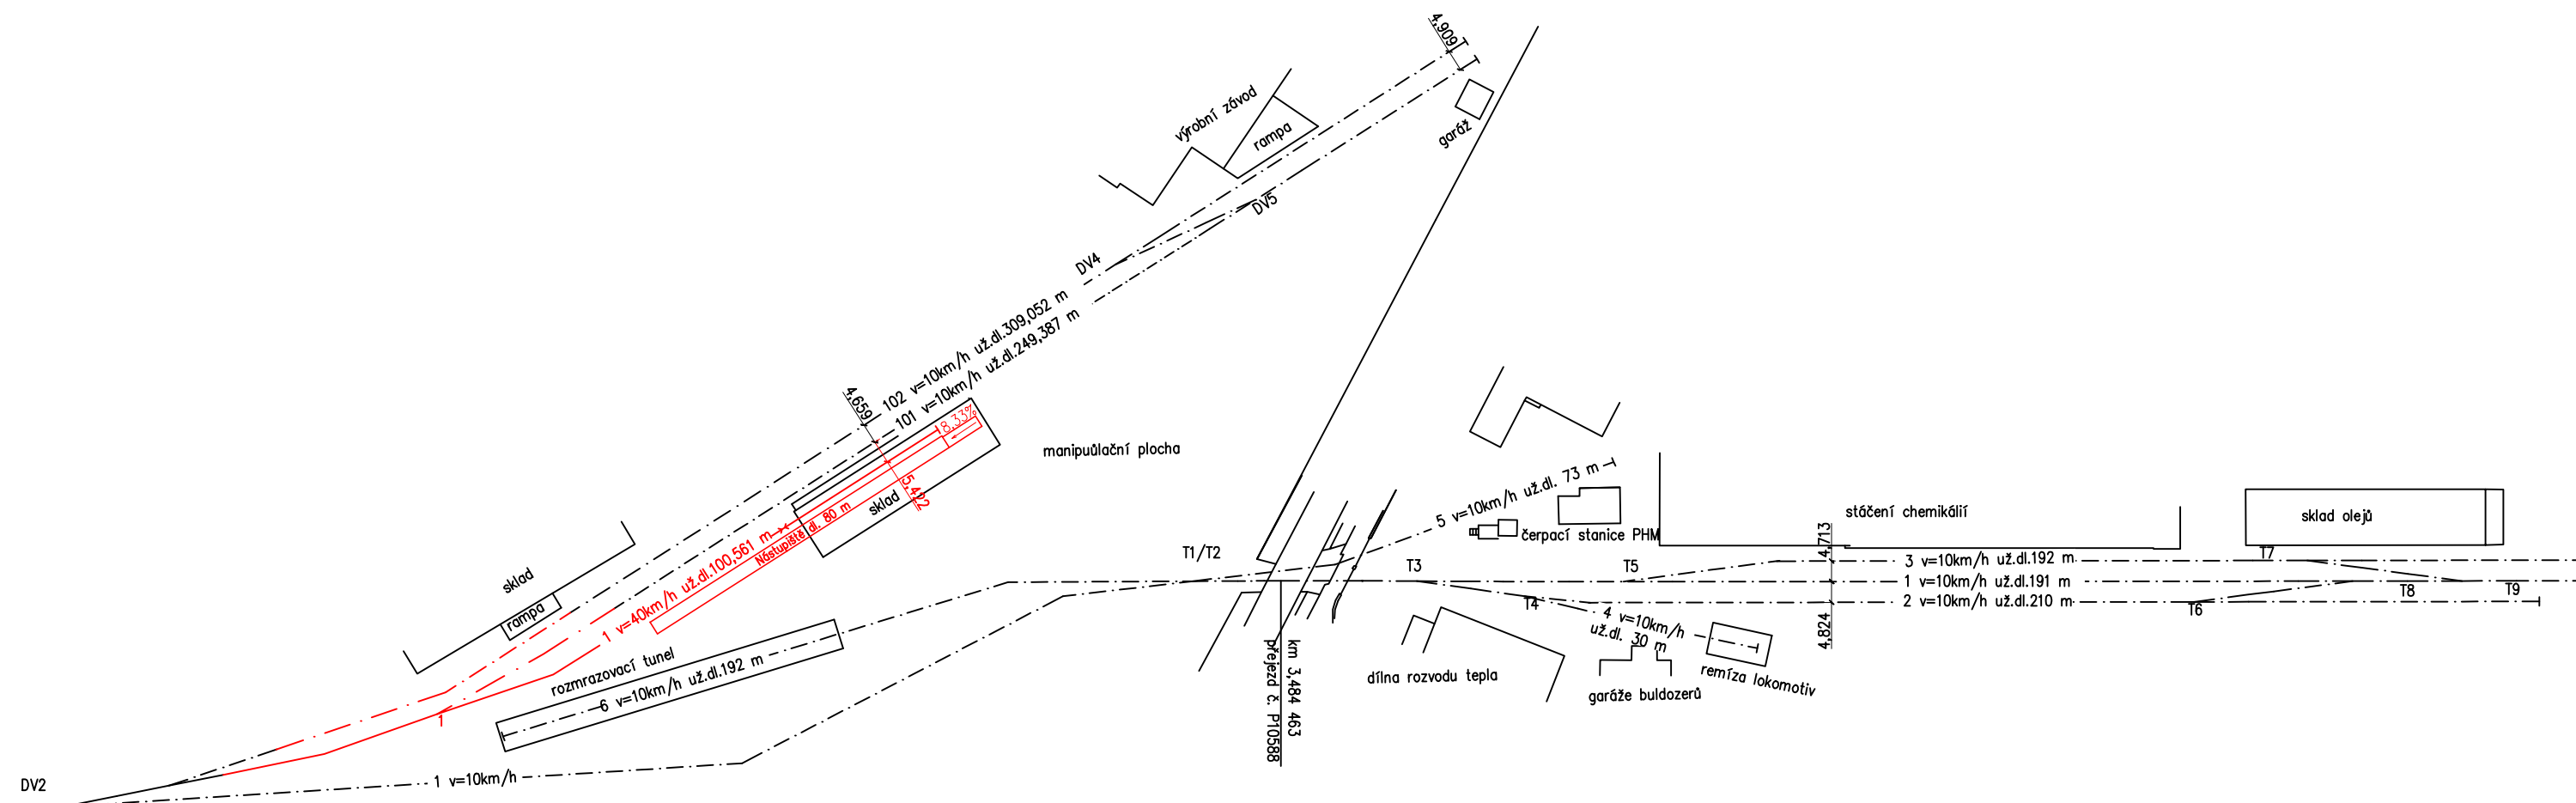 4,909
výrobní závod
rampa
garáž
DV5
DV4
102 v=10km/h už.dl.309,052 m
101 v=10km/h už.dl.249,387 m
4,659
8,33%
5,422
sklad
manipuůlační plocha
1 v=40km/h už.dl.100,561 m
Nástupiště dl. 80 m
sklad
rampa
rozmrazovací tunel
6 v=10km/h už.dl.192 m
1
1 v=10km/h
DV2
T1/T2
km 3,484 463
přejezd č. P10588
5 v=10km/h už.dl. 73 m
čerpací stanice PHM
T3
T4
T5
4 v=10km/h
už.dl. 30 m
dílna rozvodu tepla
garáže buldozerů
remíza lokomotiv
stáčení chemikálií
4,713
4,824
3 v=10km/h už.dl.192 m
1 v=10km/h už.dl.191 m
2 v=10km/h už.dl.210 m
sklad olejů
T7
T6
T8
T9